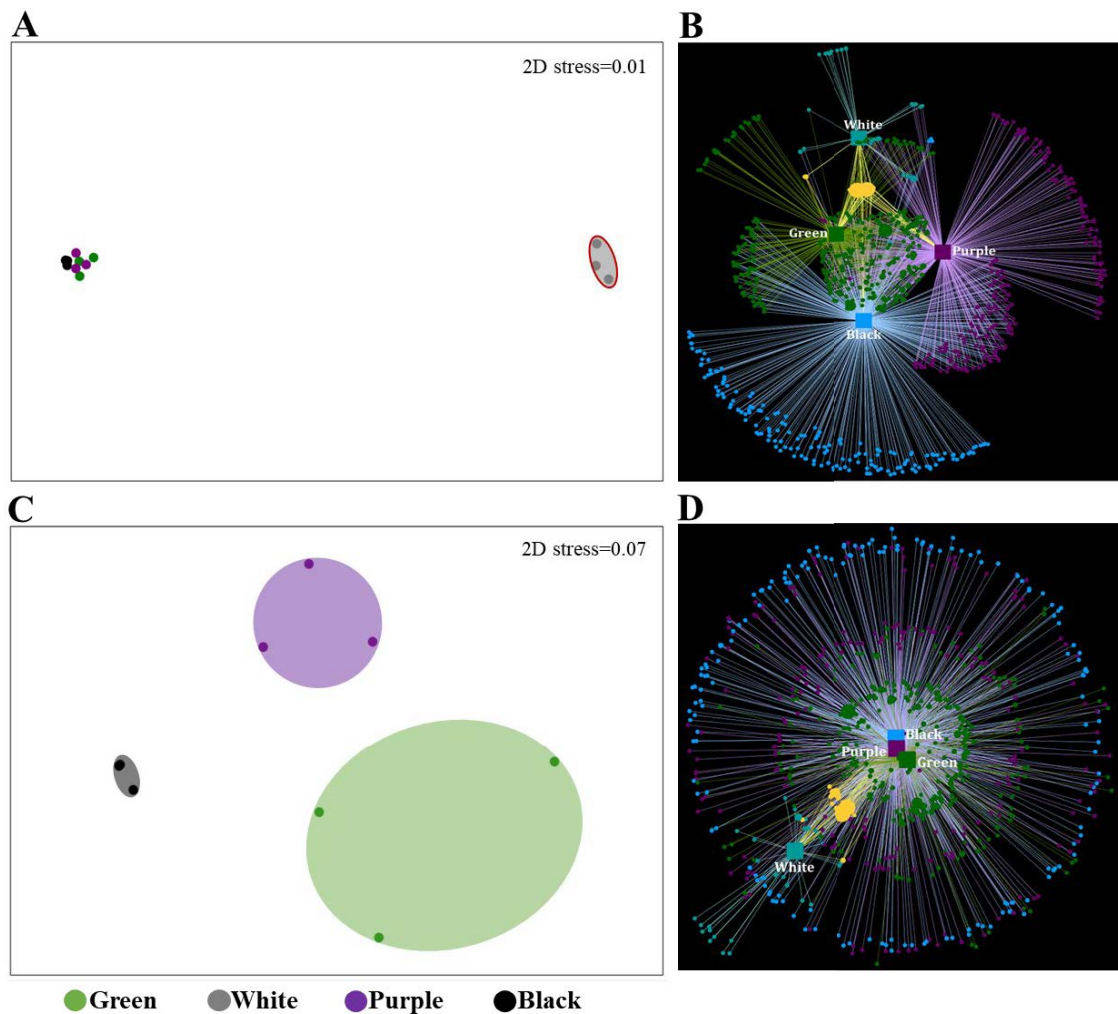 A
2D stress=0.01
B
White
Green
Purple
Black
C
2D stress=0.07
D
Black
Purple
Green
White
Green White Purple Black